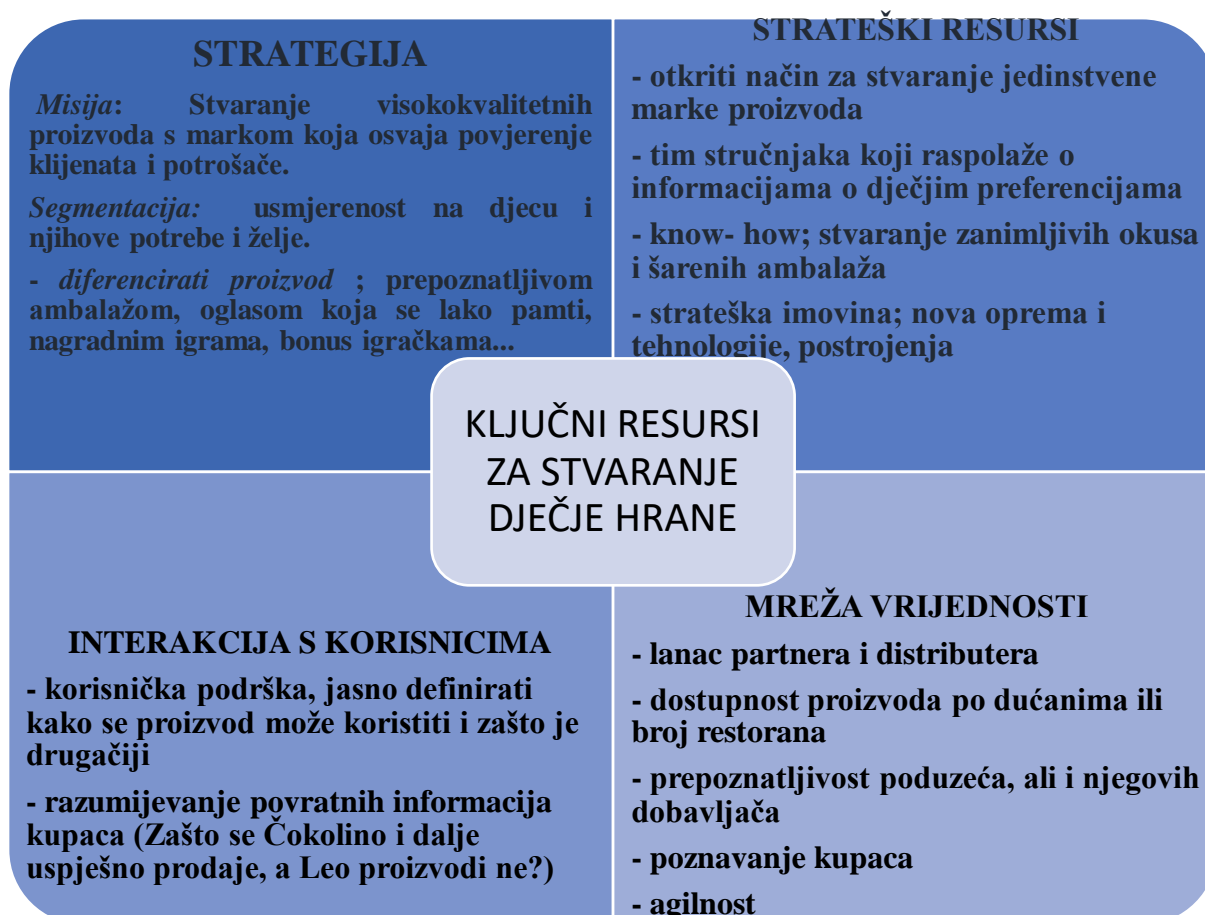 STRATEGIJA
Misija: Stvaranje visokokvalitetnih
proizvoda s markom koja osvaja povjerenje
klijenata i potrošače.
Segmentacija: usmjerenost na djecu i
njihove potrebe i želje.
- diferencirati proizvod ; prepoznatljivom
ambalažom, oglasom koja se lako pamti,
nagradnim igrama, bonus igračkama...
STRATEŠKI RESURSI
- otkriti način za stvaranje jedinstvene
marke proizvoda
- tim stručnjaka koji raspolaže o
informacijama o dječjim preferencijama
- know- how; stvaranje zanimljivih okusa
i šarenih ambalaža
- strateška imovina; nova oprema i
tehnologije, postrojenja
KLJUČNI RESURSI
ZA STVARANJE
DJEČJE HRANE
INTERAKCIJA S KORISNICIMA
- korisnička podrška, jasno definirati
kako se proizvod može koristiti i zašto je
drugačiji
- razumijevanje povratnih informacija
kupaca (Zašto se Čokolino i dalje
uspješno prodaje, a Leo proizvodi ne?)
MREŽA VRIJEDNOSTI
- lanac partnera i distributera
- dostupnost proizvoda po dućanima ili
broj restorana
- prepoznatljivost poduzeća, ali i njegovih
dobavljača
- poznavanje kupaca
- agilnost